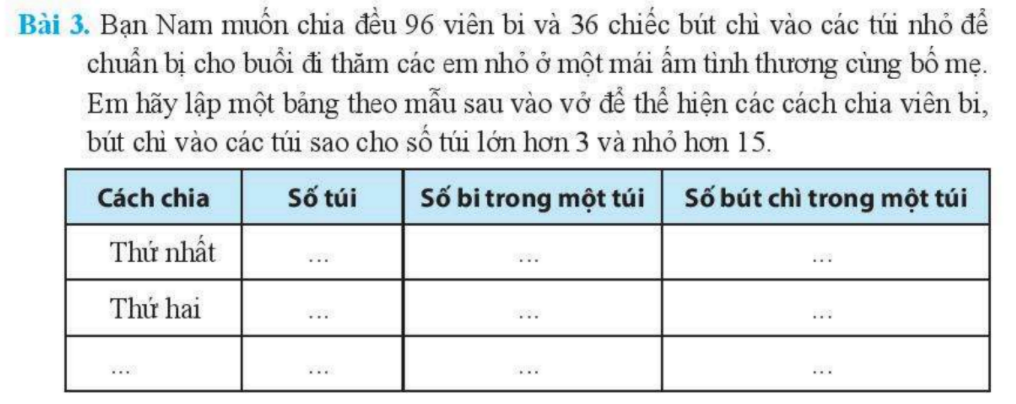 Bài 3. Bạn Nam muốn chia đều 96 viên bi và 36 chiếc bút chì vào các túi nhỏ để
chuẩn bị cho buổi đi thăm các em nhỏ ở một mái ấm tình thương cùng bố mẹ.
Em hãy lập một bảng theo mẫu sau vào vở để thể hiện các cách chia viên bi,
bút chì vào các túi sao cho số túi lớn hơn 3 và nhỏ hơn 15.
Cách chia Số túi Số bi trong một túi Số bút chì trong một túi
Thứ nhất ... ... ...
Thứ hai ... ... ...
... ... ... ...